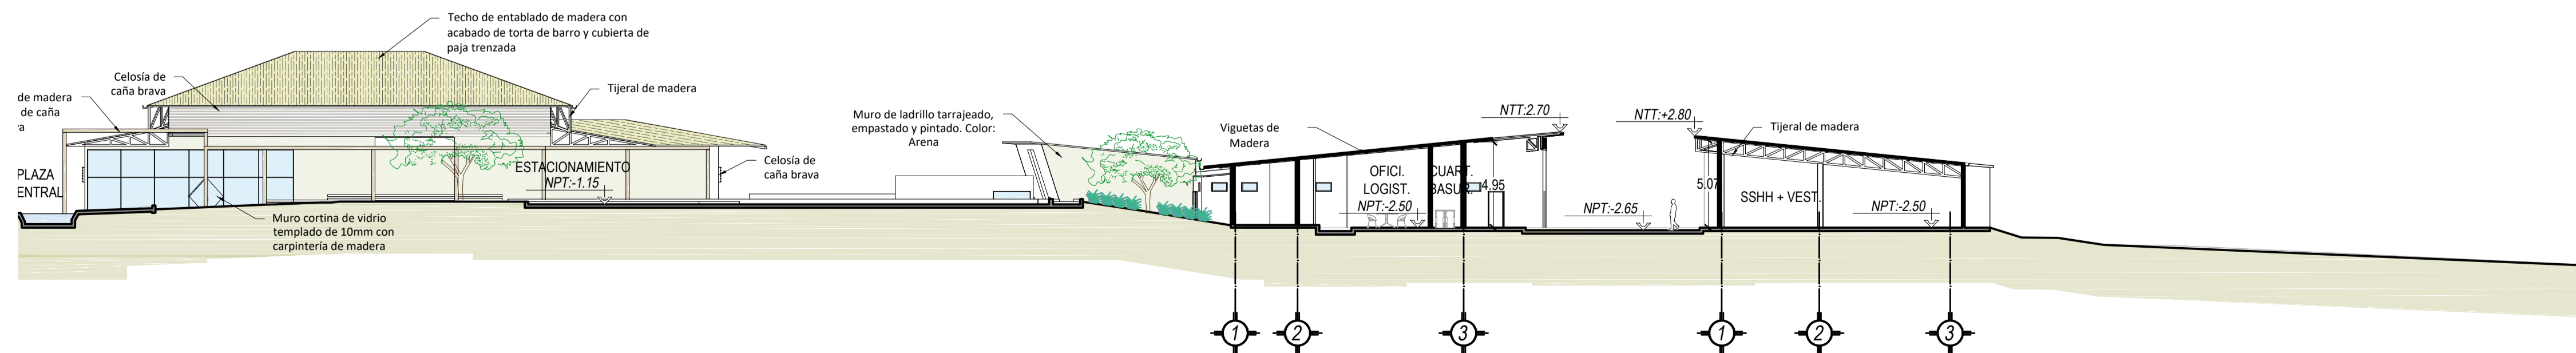 Techo de entablado de madera con
acabado de torta de barro y cubierta de
paja trenzada
Celosía de
caña brava
Tijeral de madera
de madera
de caña
PLAZA
ENTRAL
ESTACIONAMIENTO
NPT:-1.15
Muro cortina de vidrio
templado de 10mm con
carpintería de madera
Celosía de
caña brava
Muro de ladrillo tarrajeado,
empastado y pintado. Color:
Arena
Viguetas de
Madera
NTT:2.70
NTT:+2.80
Tijeral de madera
OFICI.
LOGIST.
NPT:-2.50
CUART.
BASUR.
4.95
NPT:-2.65
5.07
SSHH + VEST.
NPT:-2.50
1
2
3
1
2
3